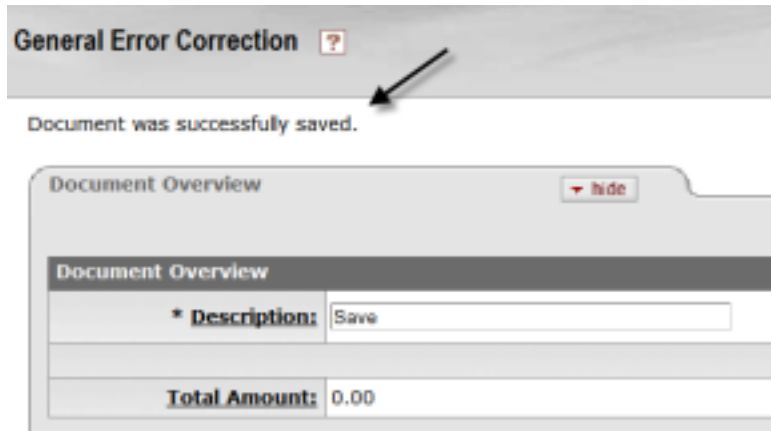 General Error Correction ?
Document was successfully saved.
Document Overview hide
Document Overview
* Description: Save
Total Amount: 0.00